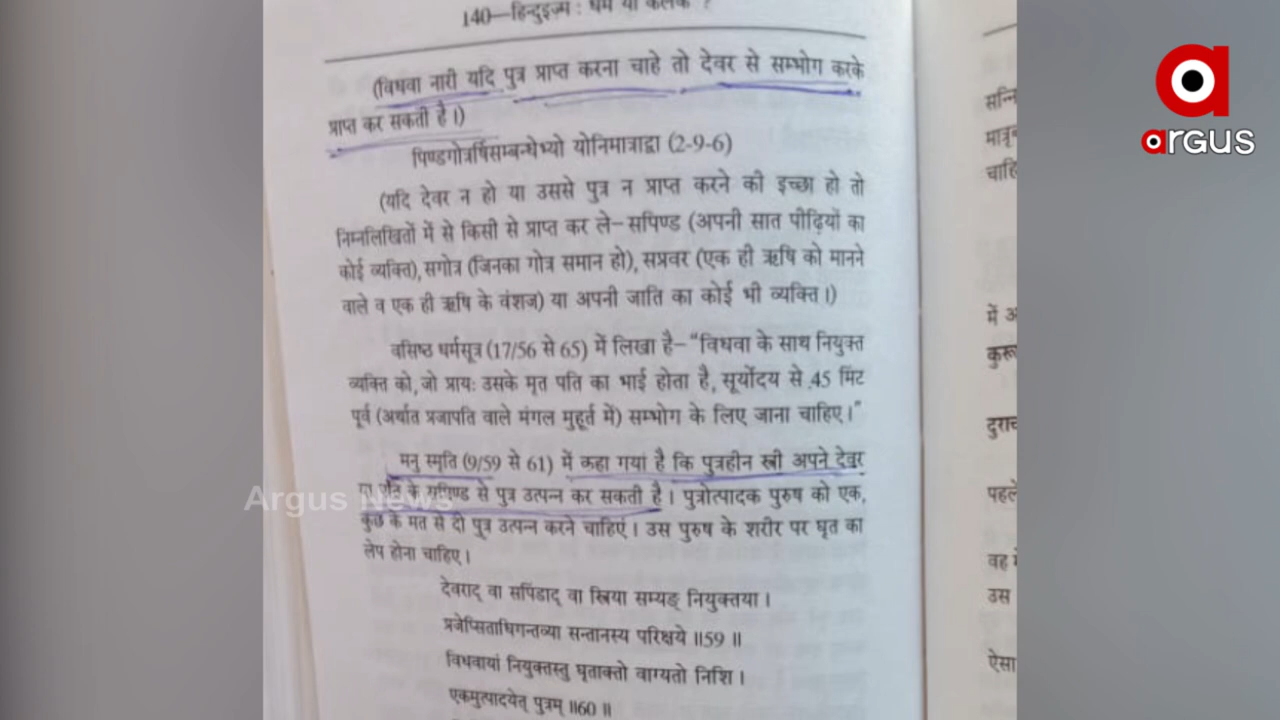 140—हिन्दुइज़्म : धर्म या कलंक ?
(विधवा नारी यदि पुत्र प्राप्त करना चाहे तो देवर से सम्भोग करके
प्राप्त कर सकती है।)
पिण्डगोत्रर्षिसम्बन्धेभ्यो योनिमात्राद्वा (2-9-6)
(यदि देवर न हो या उससे पुत्र न प्राप्त करने की इच्छा हो तो
निम्नलिखितों में से किसी से प्राप्त कर ले– सपिण्ड (अपनी सात पीढ़ियों का
कोई व्यक्ति), सगोत्र (जिनका गोत्र समान हो), सप्रवर (एक ही ऋषि को मानने
वाले व एक ही ऋषि के वंशज) या अपनी जाति का कोई भी व्यक्ति।)
वसिष्ठ धर्मसूत्र (17/56 से 65) में लिखा है– "विधवा के साथ नियुक्त
व्यक्ति को, जो प्रायः उसके मृत पति का भाई होता है, सूर्योदय से 45 मिंट
पूर्व (अर्थात प्रजापति वाले मंगल मुहूर्त में) सम्भोग के लिए जाना चाहिए।"
मनु स्मृति (9/59 से 61) में कहा गया है कि पुत्रहीन स्त्री अपने देवर
या पति के सपिण्ड से पुत्र उत्पन्न कर सकती है। पुत्रोत्पादक पुरुष को एक,
कुछ के मत से दो पुत्र उत्पन्न करने चाहिएं। उस पुरुष के शरीर पर घृत का
लेप होना चाहिए।
देवराद् वा सपिंडाद् वा स्त्रिया सम्यङ् नियुक्तया।
प्रजेप्सिताधिगन्तव्या सन्तानस्य परिक्षये॥59॥
विधवायां नियुक्तस्तु घृताक्तो वाग्यतो निशि।
एकमुत्पादयेत् पुत्रम्॥60॥
चाहि
में अ
कुरू
दुराच
पहले
वह मे
उस
ऐसा
argus
Argus News